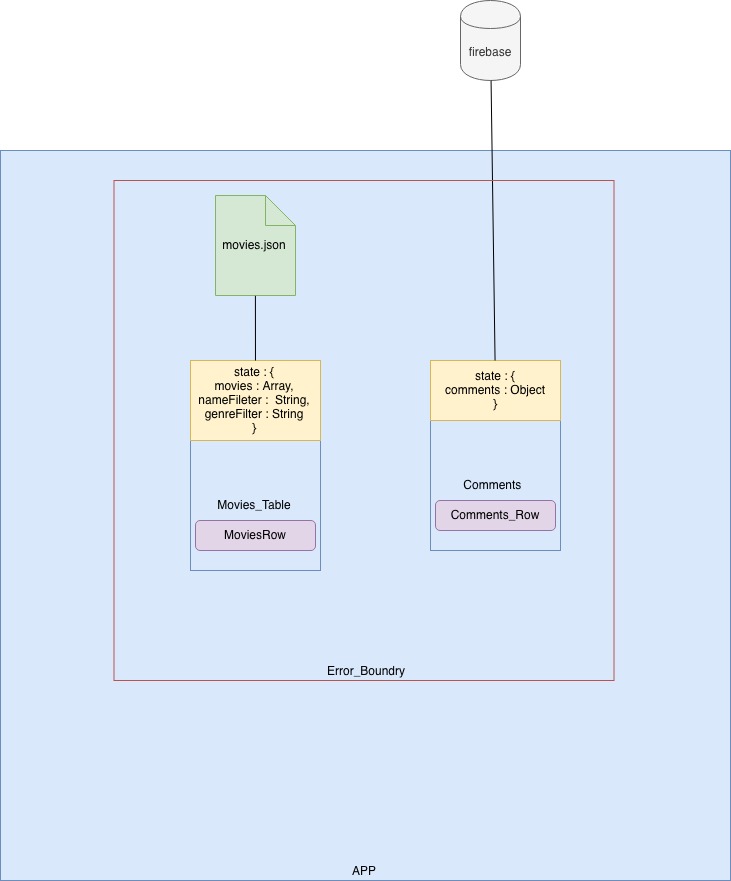 firebase
movies.json
state : {
movies : Array,
nameFileter :  String,
genreFilter : String
}
state : {
comments : Object
}
Movies_Table
MoviesRow
Comments
Comments_Row
Error_Boundry
APP